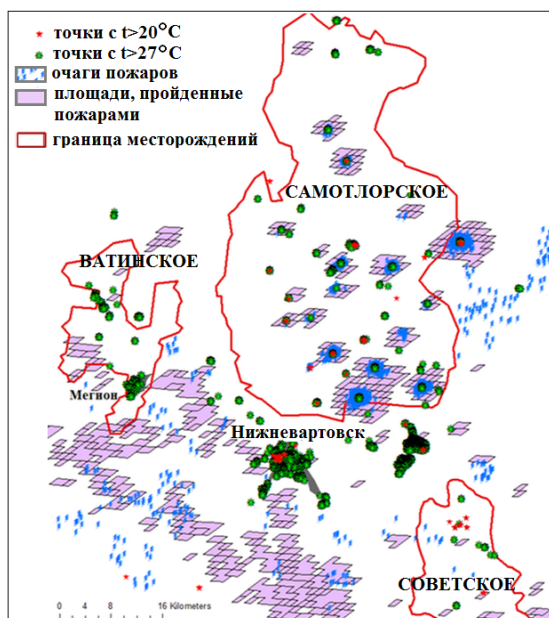 точки с t>20°C
точки с t>27°C
очаги пожаров
площади, пройденные
пожарами
граница месторождений
САМОТЛОРСКОЕ
ВАТИНСКОЕ
Мегион
Нижневартовск
СОВЕТСКОЕ
0 4 8 16 Kilometers